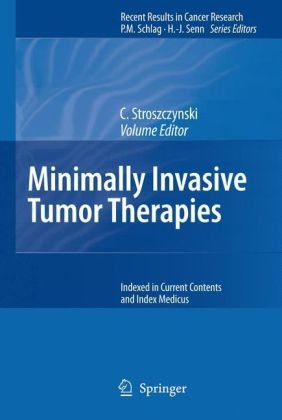 Recent Results in Cancer Research
P.M. Schlag · H.-J. Senn Series Editors
C. Stroszczynski
Volume Editor
Minimally Invasive
Tumor Therapies
Indexed in Current Contents
and Index Medicus
Springer